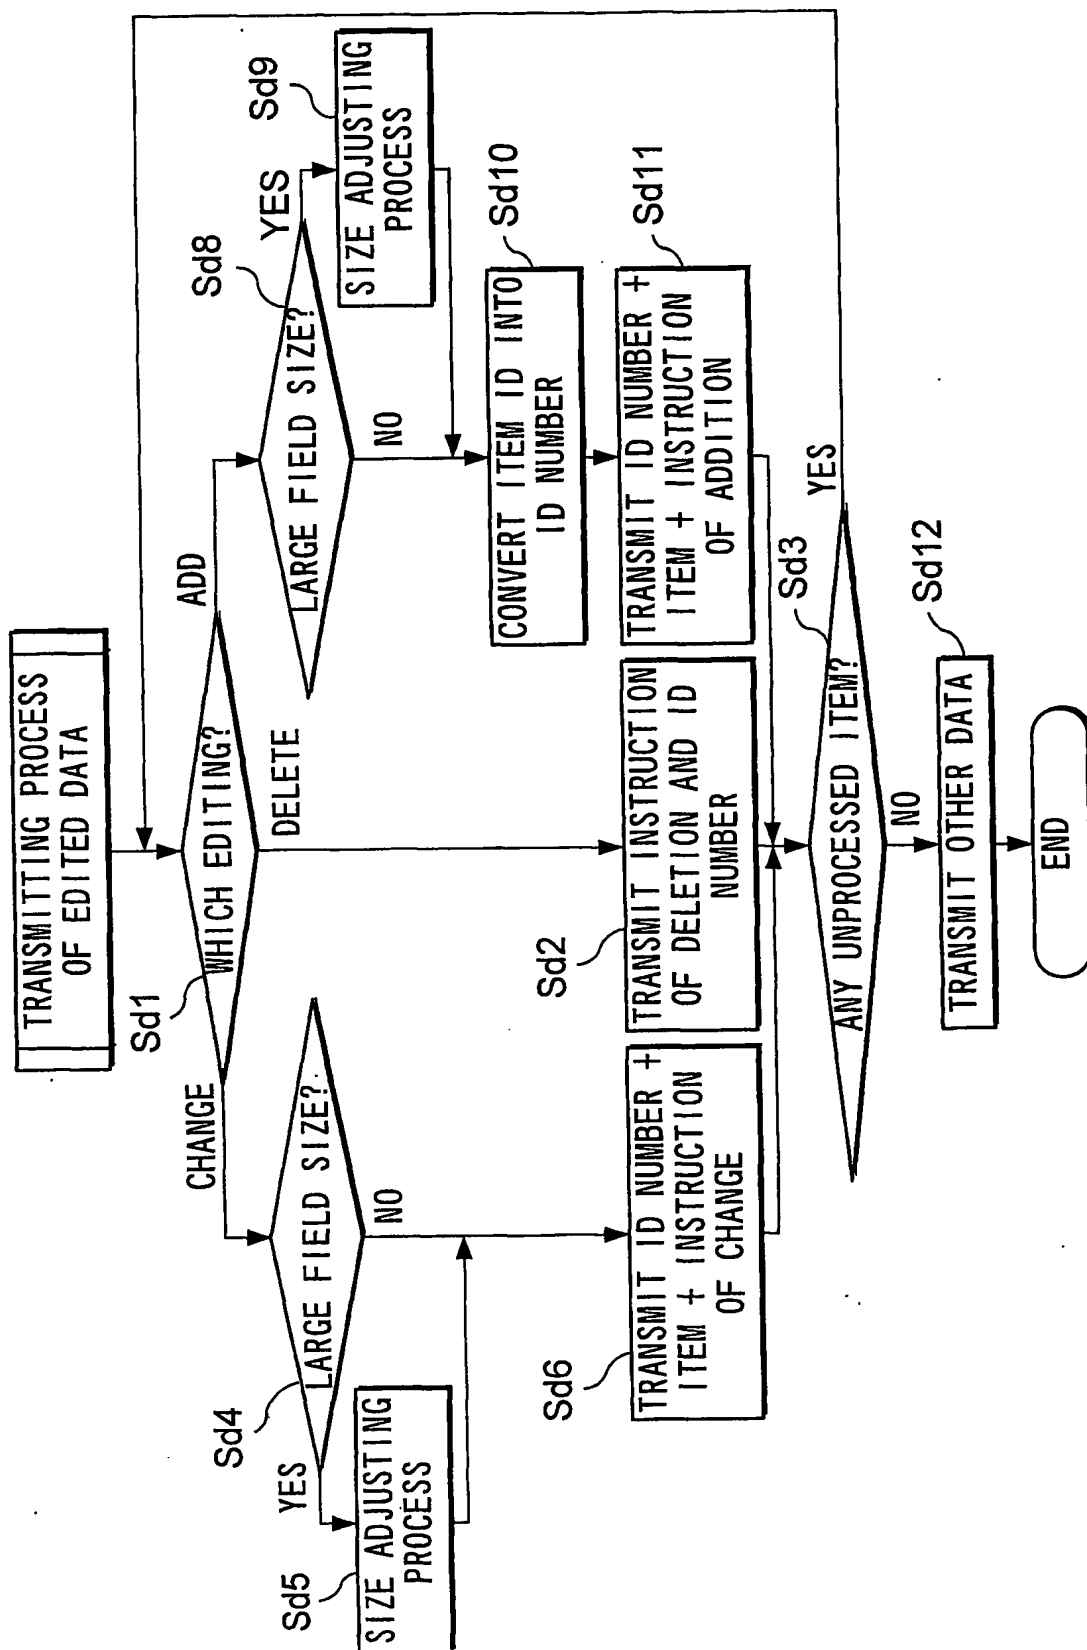 TRANSMITTING PROCESS
OF EDITED DATA
Sd1
WHICH EDITING?
CHANGE
DELETE
ADD
Sd4
LARGE FIELD SIZE?
YES
NO
Sd5
SIZE ADJUSTING
PROCESS
Sd8
LARGE FIELD SIZE?
YES
NO
Sd9
SIZE ADJUSTING
PROCESS
Sd10
CONVERT ITEM ID INTO
ID NUMBER
Sd6
TRANSMIT ID NUMBER +
ITEM + INSTRUCTION
OF CHANGE
Sd2
TRANSMIT INSTRUCTION
OF DELETION AND ID
NUMBER
Sd11
TRANSMIT ID NUMBER +
ITEM + INSTRUCTION
OF ADDITION
Sd3
ANY UNPROCESSED ITEM?
YES
NO
Sd12
TRANSMIT OTHER DATA
END